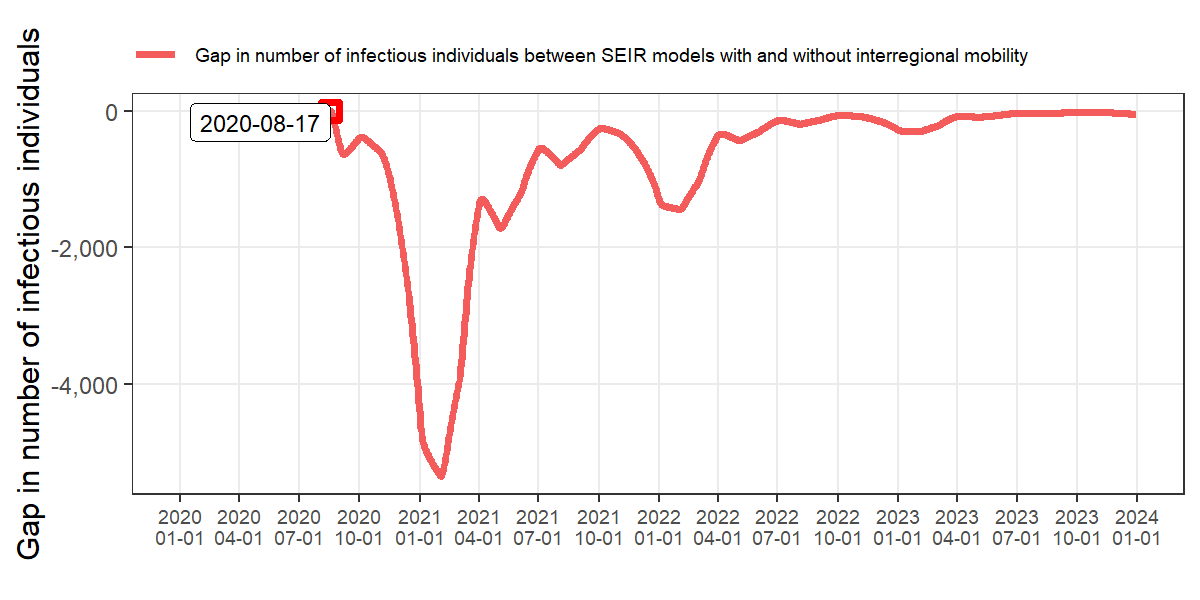 Gap in number of infectious individuals between SEIR models with and without interregional mobility
Gap in number of infectious individuals
0
-2,000
-4,000
2020-08-17
2020 2020 2020 2020 2021 2021 2021 2021 2022 2022 2022 2022 2023 2023 2023 2023 2024
01-01 04-01 07-01 10-01 01-01 04-01 07-01 10-01 01-01 04-01 07-01 10-01 01-01 04-01 07-01 10-01 01-01